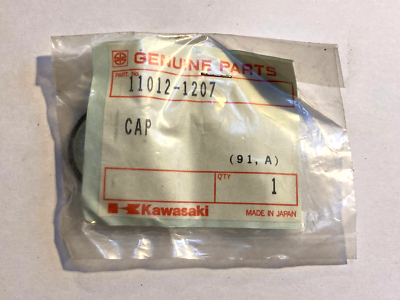 GENUINE PARTS
PART NO. 11012-1207
CAP
(91, A)
QTY 1
Kawasaki
MADE IN JAPAN